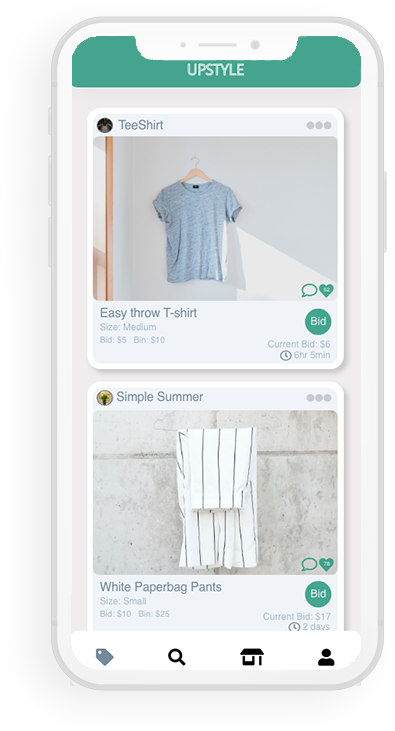 UPSTYLE
TeeShirt
52
Easy throw T-shirt
Bid
Size: Medium
Bid: $5 Bin: $10
Current Bid: $6
6hr 5min
Simple Summer
78
White Paperbag Pants
Bid
Size: Small
Bid: $10 Bin: $25
Current Bid: $17
2 days